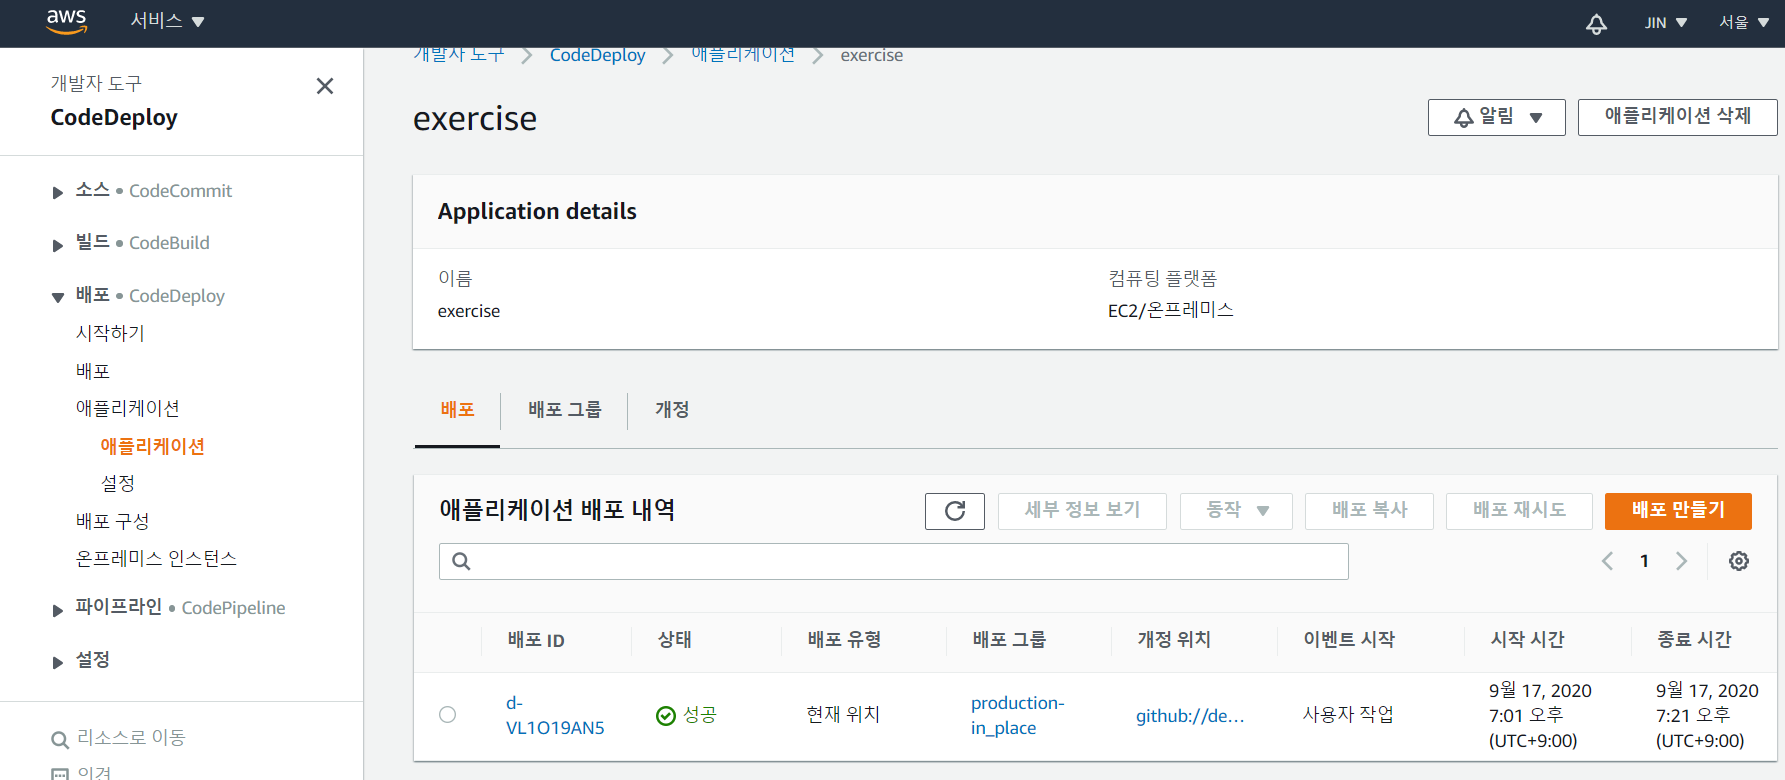 aws
서비스
JIN
서울
개발자 도구
CodeDeploy
소스 • CodeCommit
빌드 • CodeBuild
배포 • CodeDeploy
시작하기
배포
애플리케이션
애플리케이션
설정
배포 구성
온프레미스 인스턴스
파이프라인 • CodePipeline
설정
리소스로 이동
의견
개발자 도구 > CodeDeploy > 애플리케이션 > exercise
exercise
알림
애플리케이션 삭제
Application details
이름
exercise
컴퓨팅 플랫폼
EC2/온프레미스
배포
배포 그룹
개정
애플리케이션 배포 내역
세부 정보 보기
동작
배포 복사
배포 재시도
배포 만들기
1
배포 ID
상태
배포 유형
배포 그룹
개정 위치
이벤트 시작
시작 시간
종료 시간
d-
VL1O19AN5
성공
현재 위치
production-
in_place
github://de...
사용자 작업
9월 17, 2020
7:01 오후
(UTC+9:00)
9월 17, 2020
7:21 오후
(UTC+9:00)